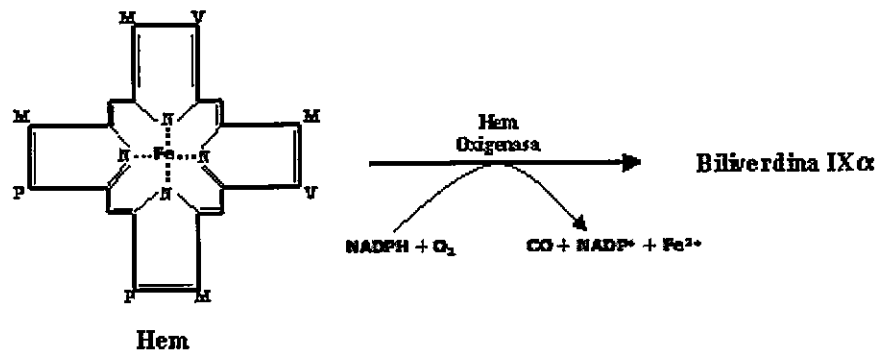 M V
M M
N
N Fe N
N
P V
P M
Hem
Hem
Oxigenasa
NADPH + O₂
CO + NADP⁺ + Fe²⁺
Biliverdina IXα